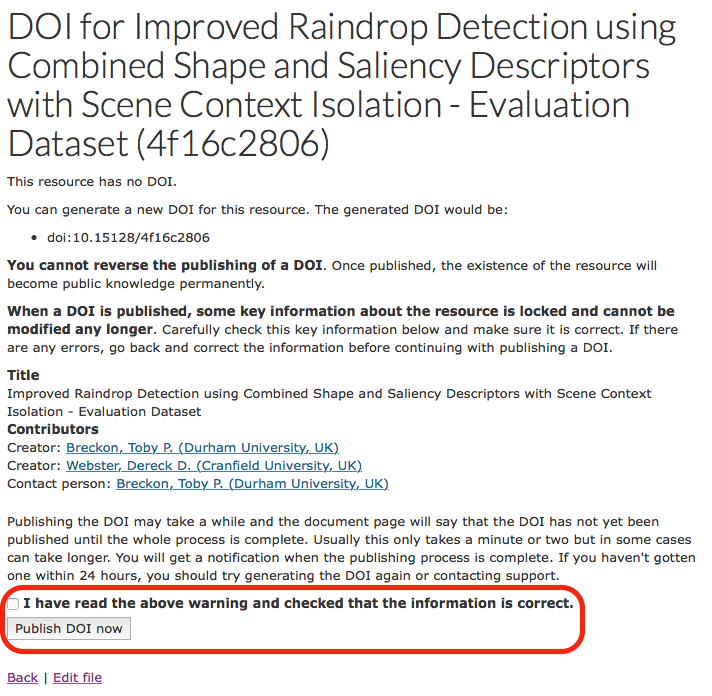 DOI for Improved Raindrop Detection using
Combined Shape and Saliency Descriptors
with Scene Context Isolation - Evaluation
Dataset (4f16c2806)
This resource has no DOI.
You can generate a new DOI for this resource. The generated DOI would be:
• doi:10.15128/4f16c2806
You cannot reverse the publishing of a DOI. Once published, the existence of the resource will
become public knowledge permanently.
When a DOI is published, some key information about the resource is locked and cannot be
modified any longer. Carefully check this key information below and make sure it is correct. If there
are any errors, go back and correct the information before continuing with publishing a DOI.
Title
Improved Raindrop Detection using Combined Shape and Saliency Descriptors with Scene Context
Isolation - Evaluation Dataset
Contributors
Creator: Breckon, Toby P. (Durham University, UK)
Creator: Webster, Dereck D. (Cranfield University, UK)
Contact person: Breckon, Toby P. (Durham University, UK)
Publishing the DOI may take a while and the document page will say that the DOI has not yet been
published until the whole process is complete. Usually this only takes a minute or two but in some cases
can take longer. You will get a notification when the publishing process is complete. If you haven't gotten
one within 24 hours, you should try generating the DOI again or contacting support.
I have read the above warning and checked that the information is correct.
Publish DOI now
Back | Edit file